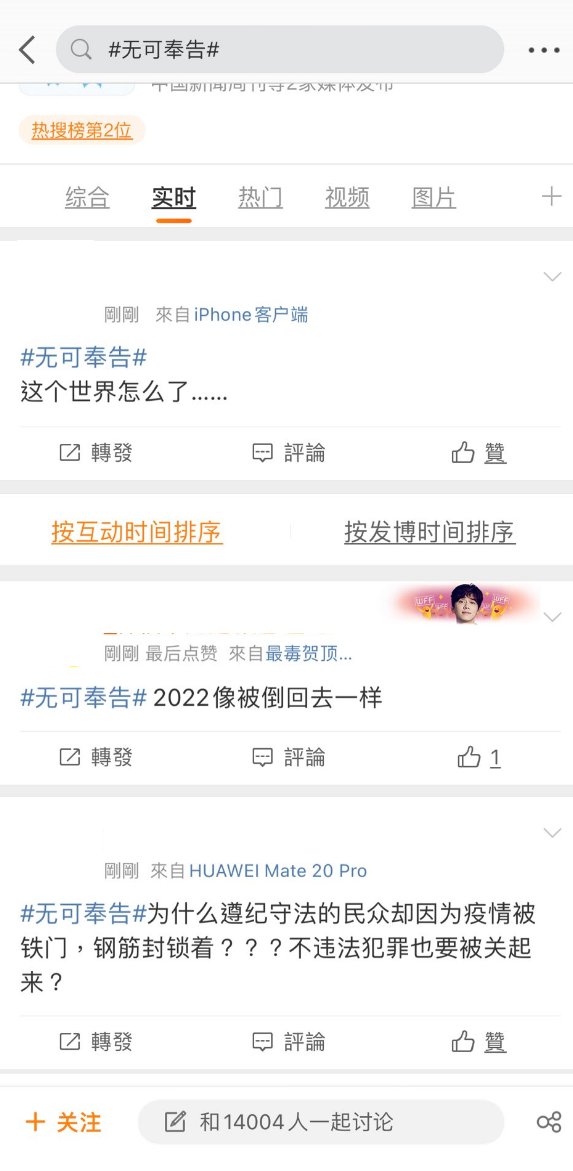 #无可奉告#
中国新闻周刊等2家媒体发布
热搜榜第2位
综合 实时 热门 视频 图片
剛剛 來自iPhone客户端
#无可奉告#
这个世界怎么了......
轉發 評論 贊
按互动时间排序 按发博时间排序
WFF WFF WFF
剛剛 最后点赞 來自最毒贺顶...
#无可奉告# 2022像被倒回去一样
轉發 評論 1
剛剛 來自HUAWEI Mate 20 Pro
#无可奉告#为什么遵纪守法的民众却因为疫情被
铁门，钢筋封锁着？？？不违法犯罪也要被关起
来？
轉發 評論 贊
+ 关注 和14004人一起讨论